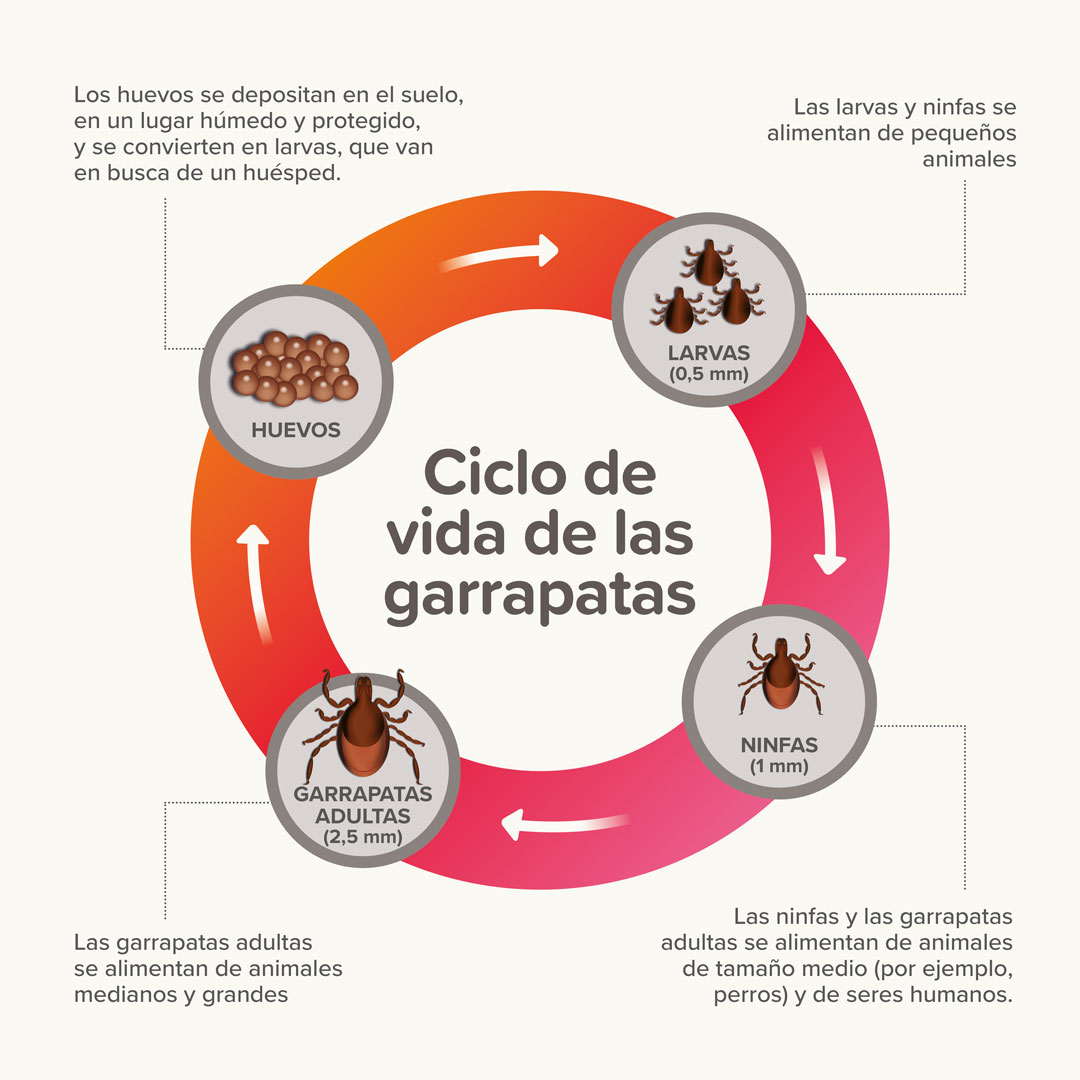 Los huevos se depositan en el suelo,
en un lugar húmedo y protegido,
y se convierten en larvas, que van
en busca de un huésped.
Las larvas y ninfas se
alimentan de pequeños
animales
LARVAS
(0,5 mm)
HUEVOS
Ciclo de
vida de las
garrapatas
NINFAS
(1 mm)
GARRAPATAS
ADULTAS
(2,5 mm)
Las garrapatas adultas
se alimentan de animales
medianos y grandes
Las ninfas y las garrapatas
adultas se alimentan de animales
de tamaño medio (por ejemplo,
perros) y de seres humanos.